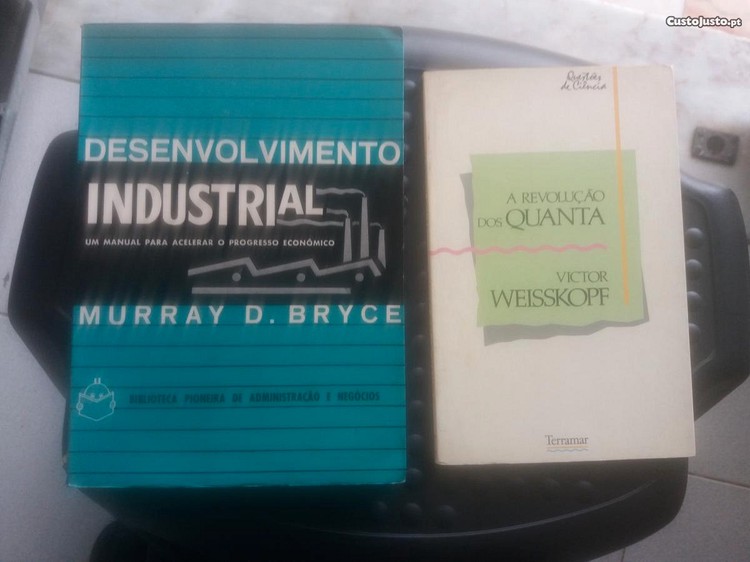 CustoJusto.pt
DESENVOLVIMENTO
INDUSTRIAL
UM MANUAL PARA ACELERAR O PROGRESSO ECONÔMICO
MURRAY D. BRYCE
BIBLIOTECA PIONEIRA DE ADMINISTRAÇÃO E NEGÓCIOS
Questões
de Ciência
A REVOLUÇÃO
DOS QUANTA
VICTOR
WEISSKOPF
Terramar